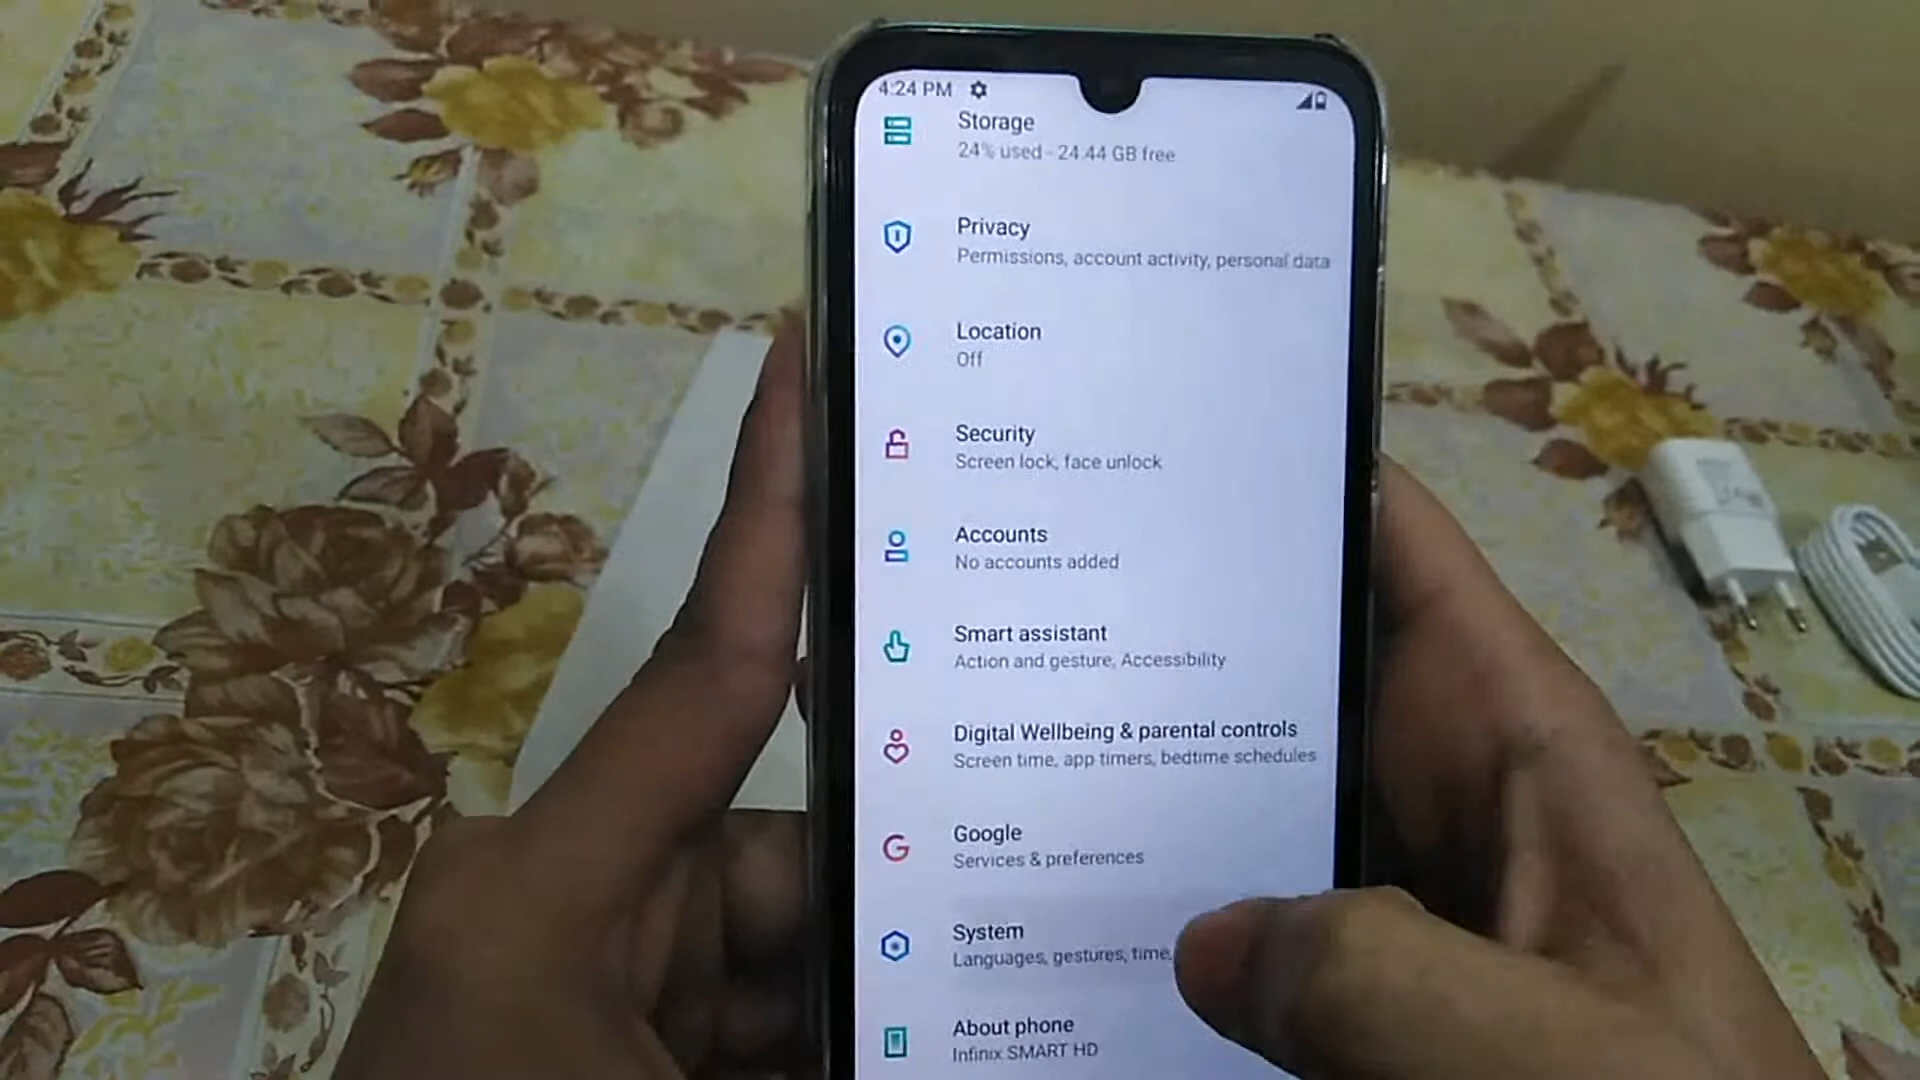 4:24 PM
Storage
24% used - 24.44 GB free
Privacy
Permissions, account activity, personal data
Location
Off
Security
Screen lock, face unlock
Accounts
No accounts added
Smart assistant
Action and gesture, Accessibility
Digital Wellbeing & parental controls
Screen time, app timers, bedtime schedules
Google
Services & preferences
System
Languages, gestures, time,
About phone
Infinix SMART HD